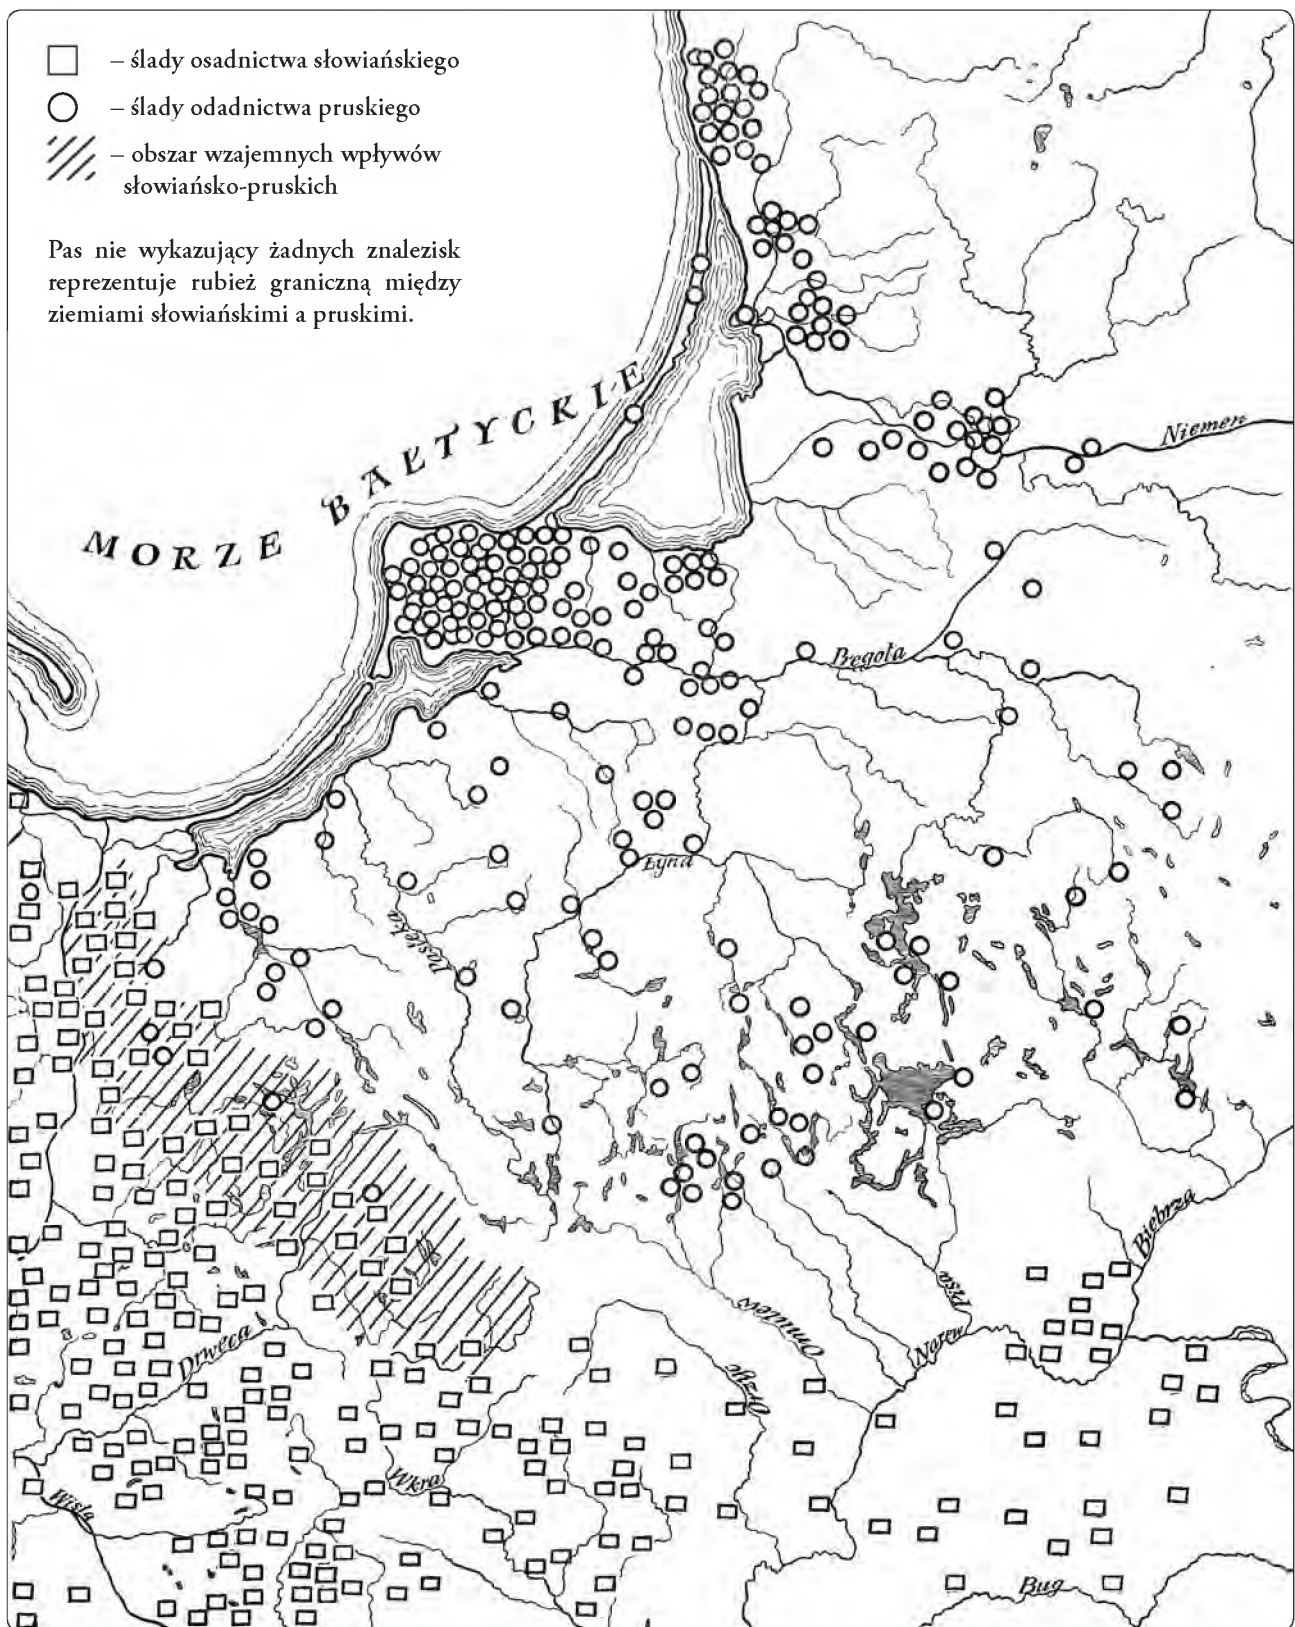 – ślady osadnictwa słowiańskiego
– ślady odadnictwa pruskiego
– obszar wzajemnych wpływów
słowiańsko-pruskich
Pas nie wykazujący żadnych znalezisk
reprezentuje rubież graniczną między
ziemiami słowiańskimi a pruskimi.
MORZE BAŁTYCKIE
Niemen
Pręgoła
Łyna
Pasłęka
Biebrza
Pisa
Omulew
Narew
Orzyc
Drwęca
Wkra
Wisła
Bug